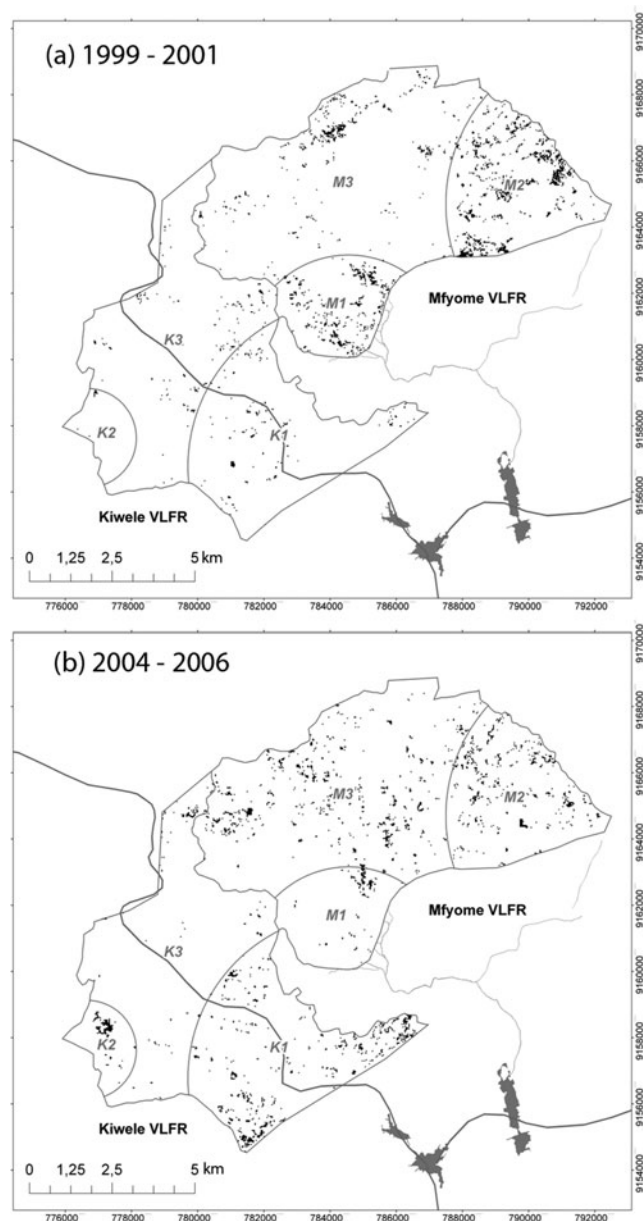 (a) 1999 - 2001
M3
M2
M1
Mfyome VLFR
K3
K2
K1
Kiwele VLFR
0 1,25 2,5 5 km
776000 778000 780000 782000 784000 786000 788000 790000 792000
9170000
9168000
9166000
9164000
9162000
9160000
9158000
9156000
9154000
(b) 2004 - 2006
M3
M2
M1
Mfyome VLFR
K3
K2
K1
Kiwele VLFR
0 1,25 2,5 5 km
776000 778000 780000 782000 784000 786000 788000 790000 792000
9170000
9168000
9166000
9164000
9162000
9160000
9158000
9156000
9154000